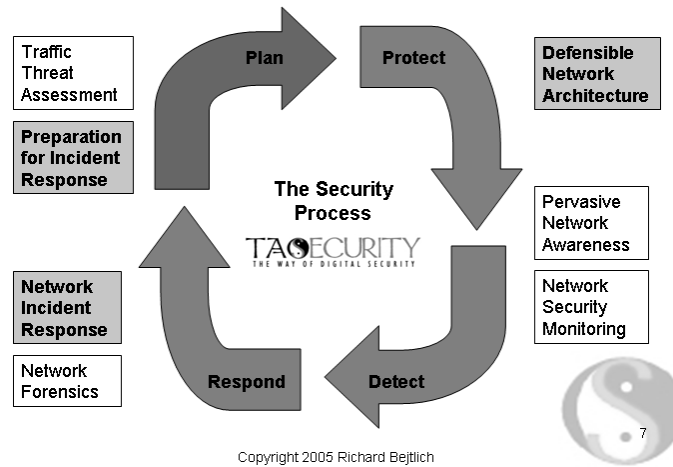 Traffic
Threat
Assessment
Preparation
for Incident
Response
Plan
Protect
Defensible
Network
Architecture
The Security
Process
TAOSECURITY
THE WAY OF DIGITAL SECURITY
Pervasive
Network
Awareness
Network
Security
Monitoring
Network
Incident
Response
Network
Forensics
Respond
Detect
S
7
Copyright 2005 Richard Bejtlich